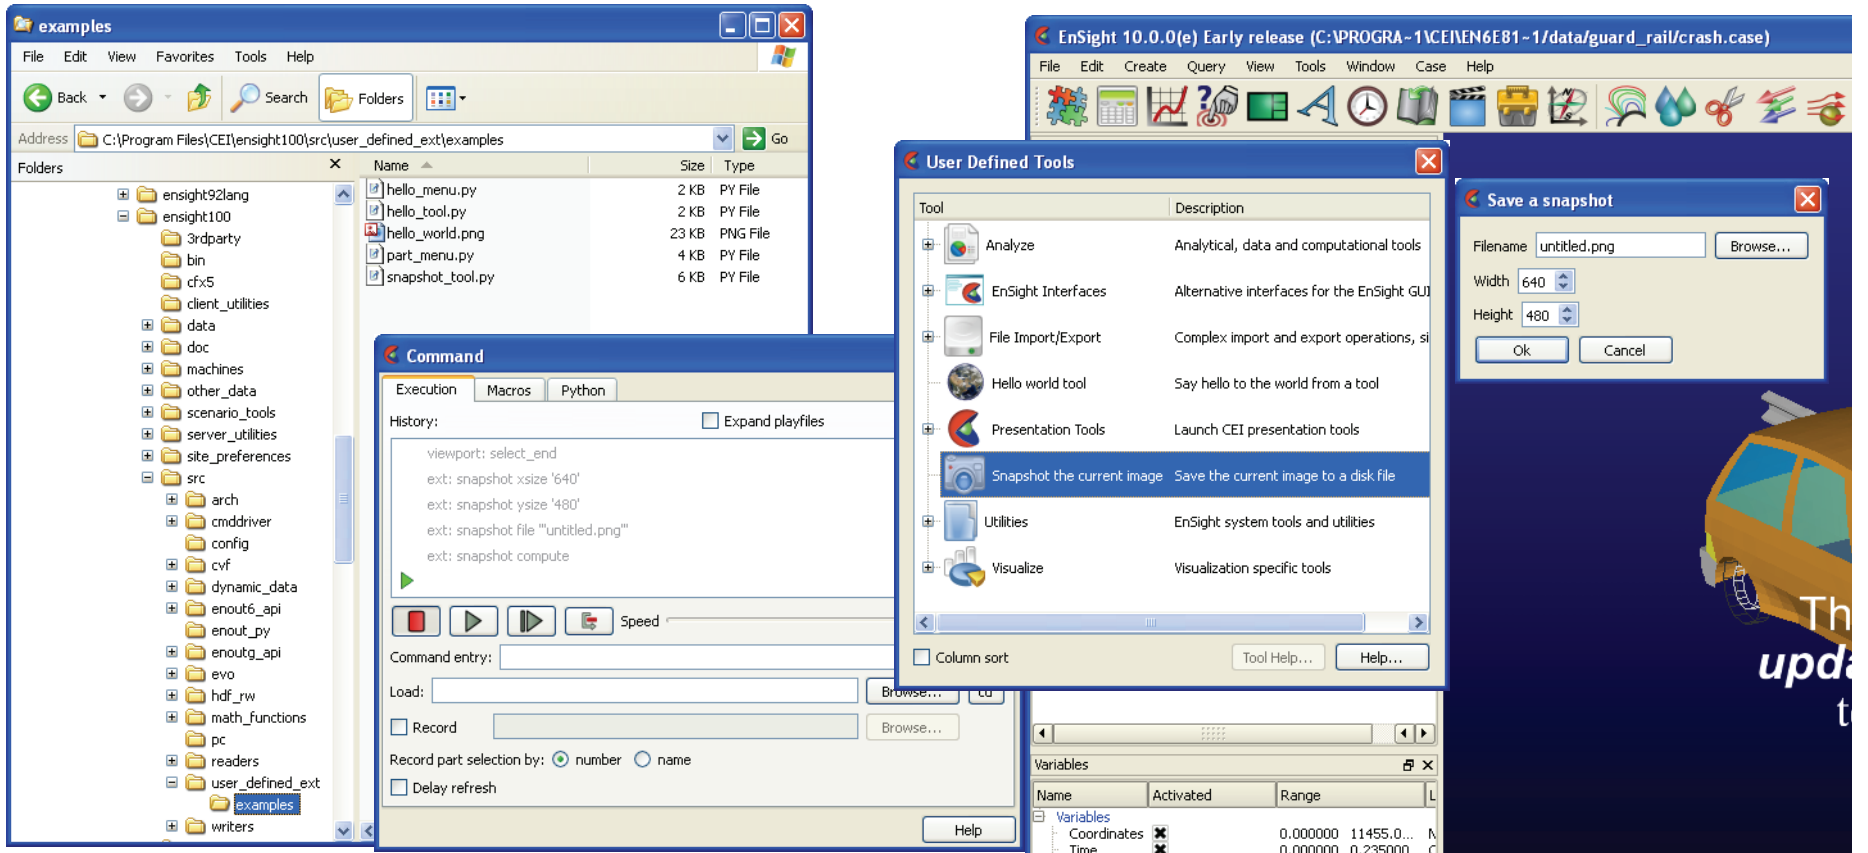 examples
File Edit View Favorites Tools Help
Back Search Folders
Address C:\Program Files\CEI\ensight100\src\user_defined_ext\examples Go
Folders
ensight92lang
ensight100
3rdparty
bin
cfx5
client_utilities
data
doc
machines
other_data
scenario_tools
server_utilities
site_preferences
src
arch
cmddriver
config
cvf
dynamic_data
enout6_api
enout_py
enoutg_api
evo
hdf_rw
math_functions
pc
readers
user_defined_ext
examples
writers
Name Size Type
hello_menu.py 2 KB PY File
hello_tool.py 2 KB PY File
hello_world.png 23 KB PNG File
part_menu.py 4 KB PY File
snapshot_tool.py 6 KB PY File
Command
Execution Macros Python
History: Expand playfiles
viewport: select_end
ext: snapshot xsize '640'
ext: snapshot ysize '480'
ext: snapshot file '"untitled.png"'
ext: snapshot compute
Speed
Command entry:
Load: Browse... cd
Record Browse...
Record part selection by: number name
Delay refresh
Help
EnSight 10.0.0(e) Early release (C:\PROGRA~1\CEI\EN6E81~1/data/guard_rail/crash.case)
File Edit Create Query View Tools Window Case Help
User Defined Tools
Tool Description
Analyze Analytical, data and computational tools
EnSight Interfaces Alternative interfaces for the EnSight GUI
File Import/Export Complex import and export operations, si
Hello world tool Say hello to the world from a tool
Presentation Tools Launch CEI presentation tools
Snapshot the current image Save the current image to a disk file
Utilities EnSight system tools and utilities
Visualize Visualization specific tools
Column sort Tool Help... Help...
Save a snapshot
Filename untitled.png Browse...
Width 640
Height 480
Ok Cancel
Th
upda
t
Variables
Name Activated Range L
Variables
Coordinates 0.000000 11455.0... N
Time 0.000000 0.235000